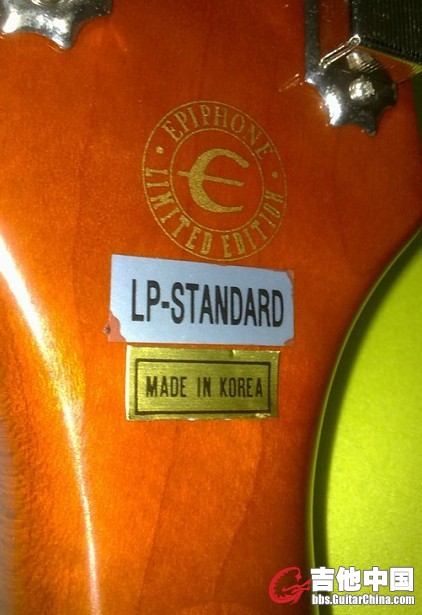 EPIPHONE
LIMITED EDITION
LP-STANDARD
MADE IN KOREA
吉他中国
bbs.GuitarChina.com